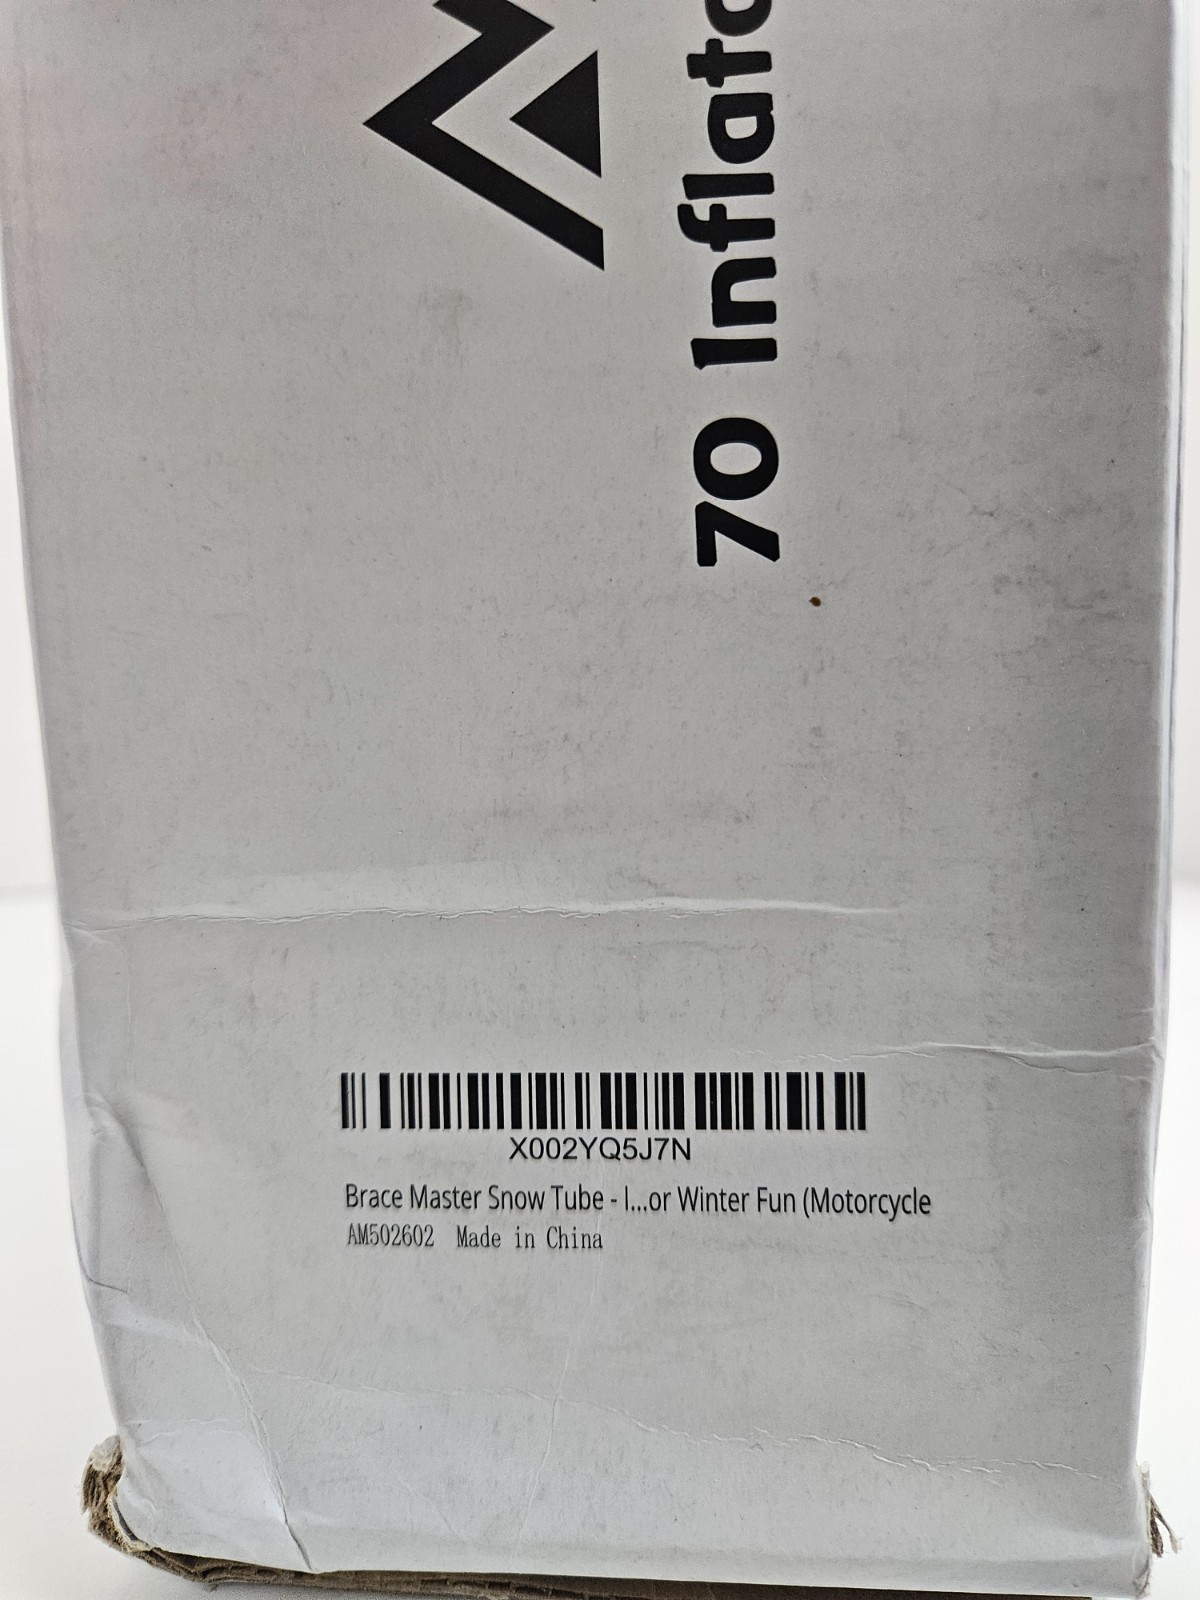 70 Inflat
X002YQ5J7N
Brace Master Snow Tube - I...or Winter Fun (Motorcycle
AM502602 Made in China